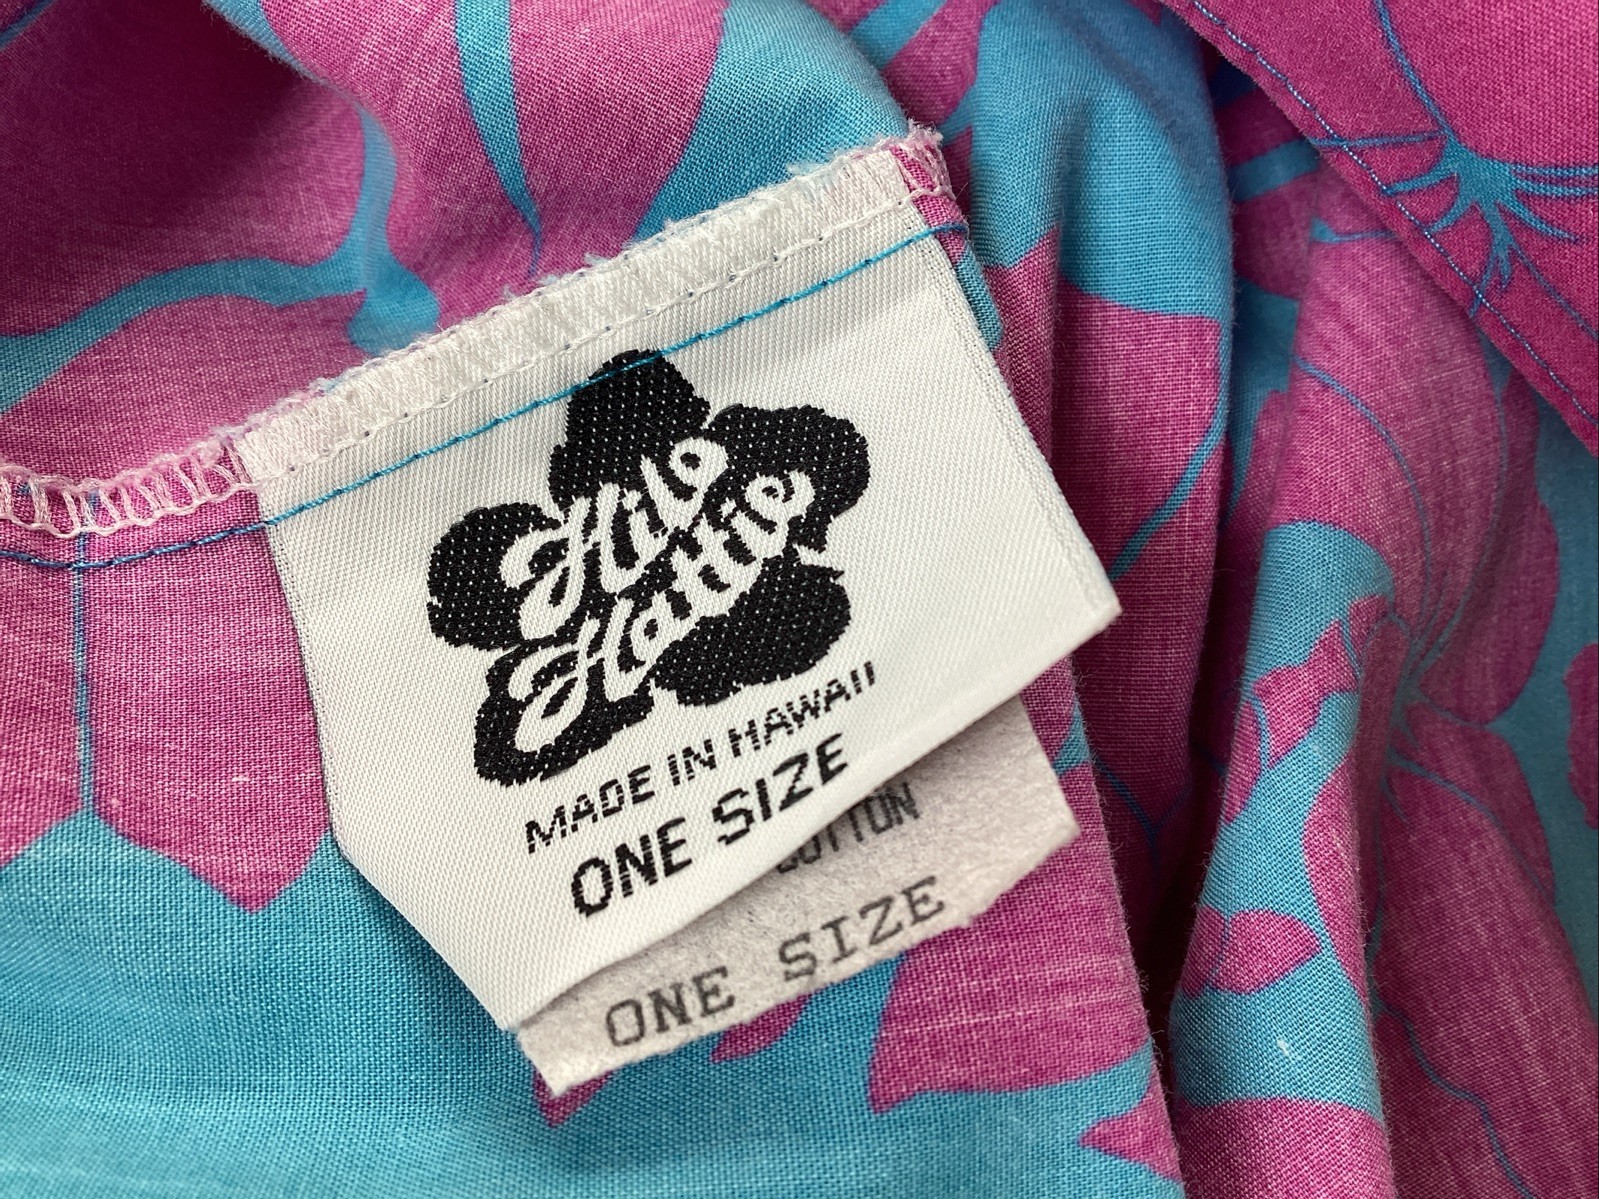 Hilo
Hattie
MADE IN HAWAII
ONE SIZE
COTTON
ONE SIZE